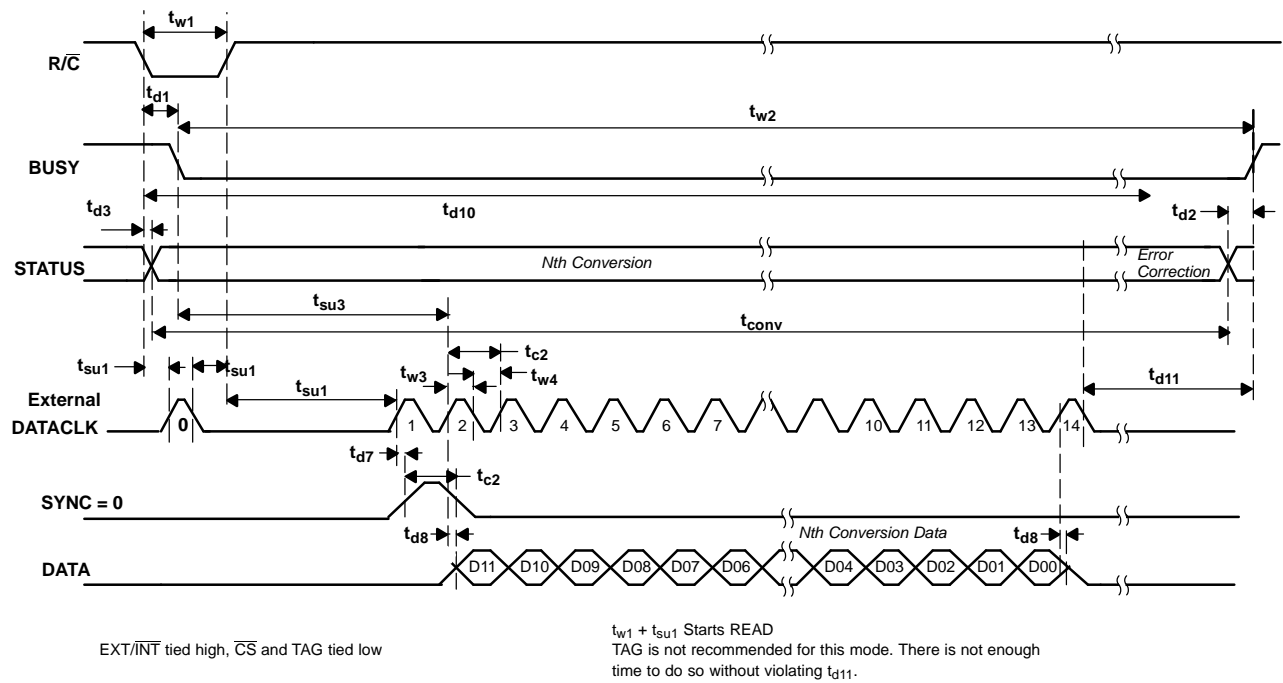 tw1
R/C
td1
tw2
BUSY
td3
td10
td2
STATUS
Nth Conversion
Error
Correction
tsu3
tconv
tsu1
tsu1
tc2
tw3
tw4
tsu1
td11
External
DATACLK
0 1 2 3 4 5 6 7 10 11 12 13 14
td7
tc2
SYNC = 0
td8
Nth Conversion Data
td8
DATA
D11 D10 D09 D08 D07 D06 D04 D03 D02 D01 D00
EXT/INT tied high, CS and TAG tied low
tw1 + tsu1 Starts READ
TAG is not recommended for this mode. There is not enough
time to do so without violating td11.